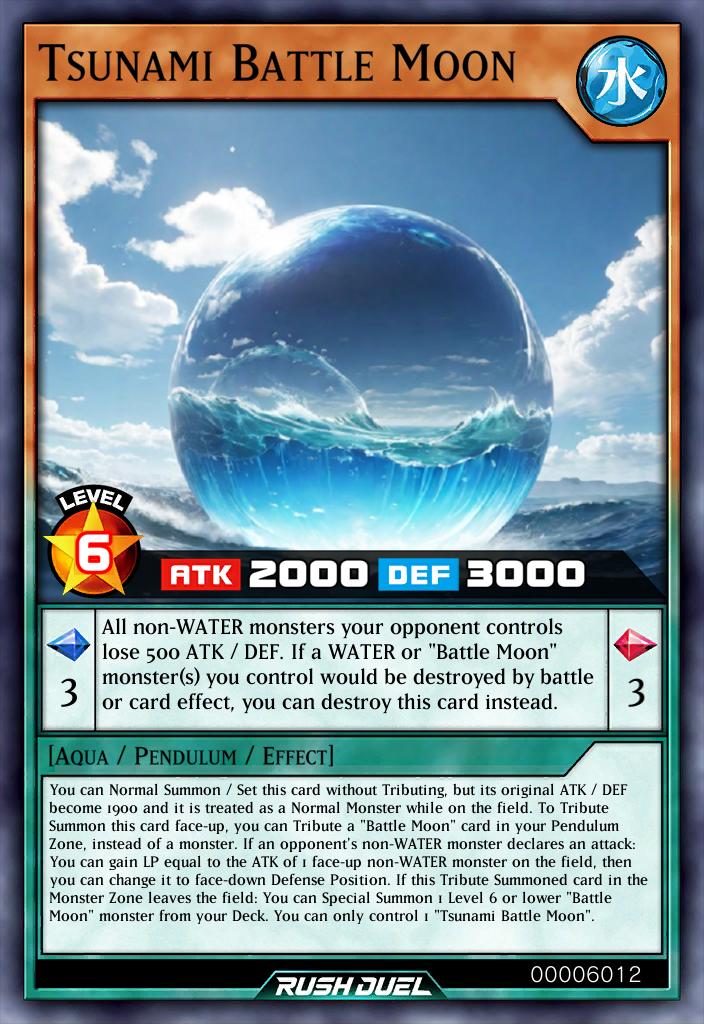 Tsunami Battle Moon
水
LEVEL
6
ATK 2000 DEF 3000
All non-WATER monsters your opponent controls
lose 500 ATK / DEF. If a WATER or "Battle Moon"
monster(s) you control would be destroyed by battle
or card effect, you can destroy this card instead.
3
3
[Aqua / Pendulum / Effect]
You can Normal Summon / Set this card without Tributing, but its original ATK / DEF
become 1900 and it is treated as a Normal Monster while on the field. To Tribute
Summon this card face-up, you can Tribute a "Battle Moon" card in your Pendulum
Zone, instead of a monster. If an opponent's non-WATER monster declares an attack:
You can gain LP equal to the ATK of 1 face-up non-WATER monster on the field, then
you can change it to face-down Defense Position. If this Tribute Summoned card in the
Monster Zone leaves the field: You can Special Summon 1 Level 6 or lower "Battle
Moon" monster from your Deck. You can only control 1 "Tsunami Battle Moon".
00006012
RUSH DUEL